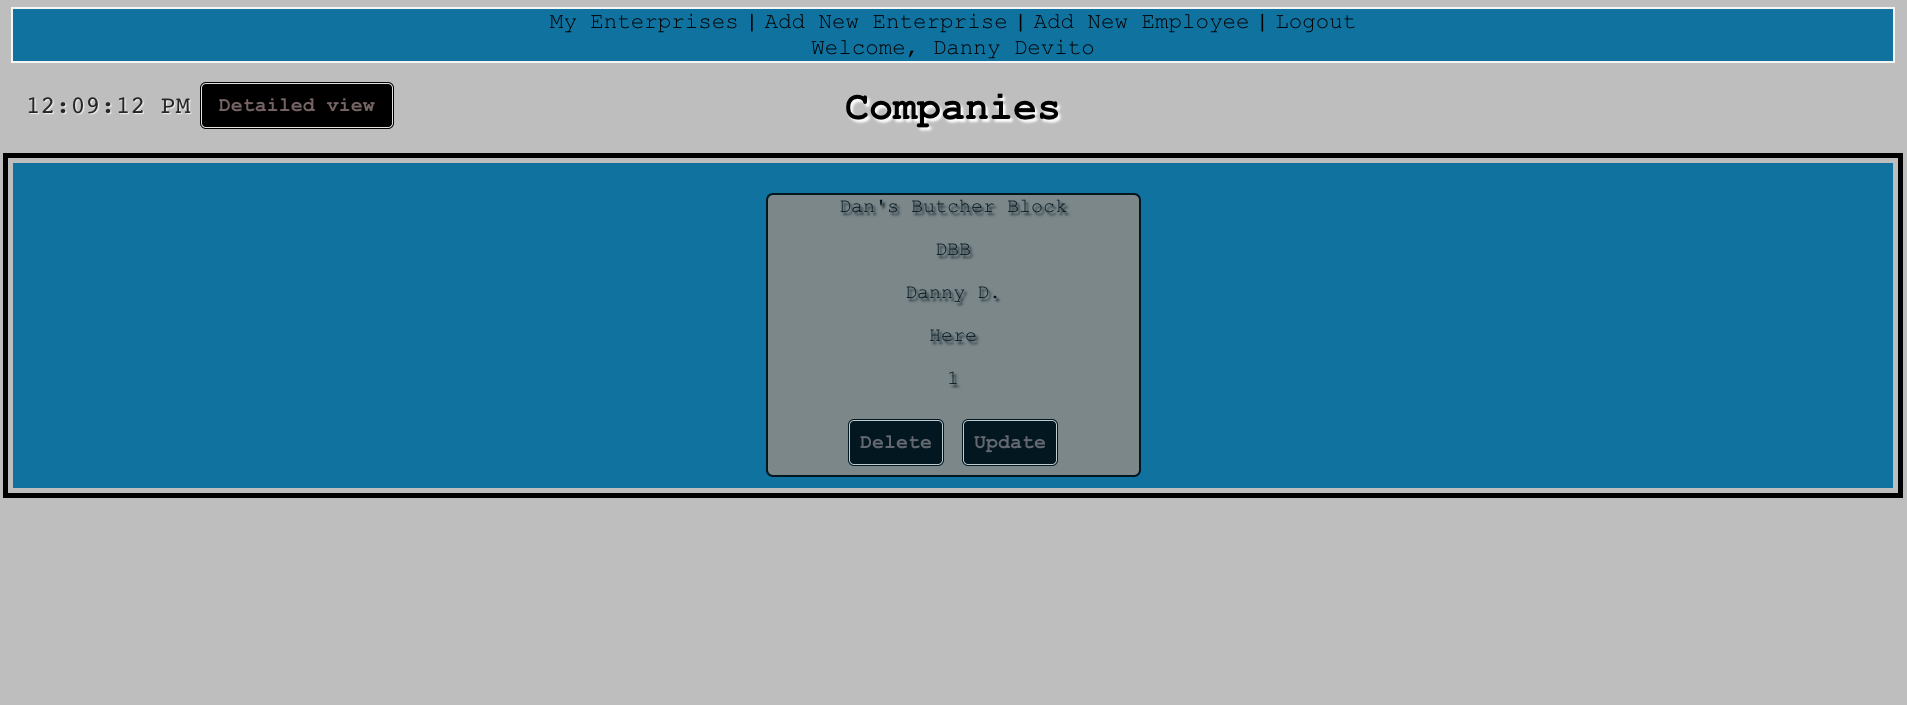 My Enterprises | Add New Enterprise | Add New Employee | Logout
Welcome, Danny Devito
12:09:12 PM Detailed view
Companies
Dan's Butcher Block
DBB
Danny D.
Here
1
Delete Update